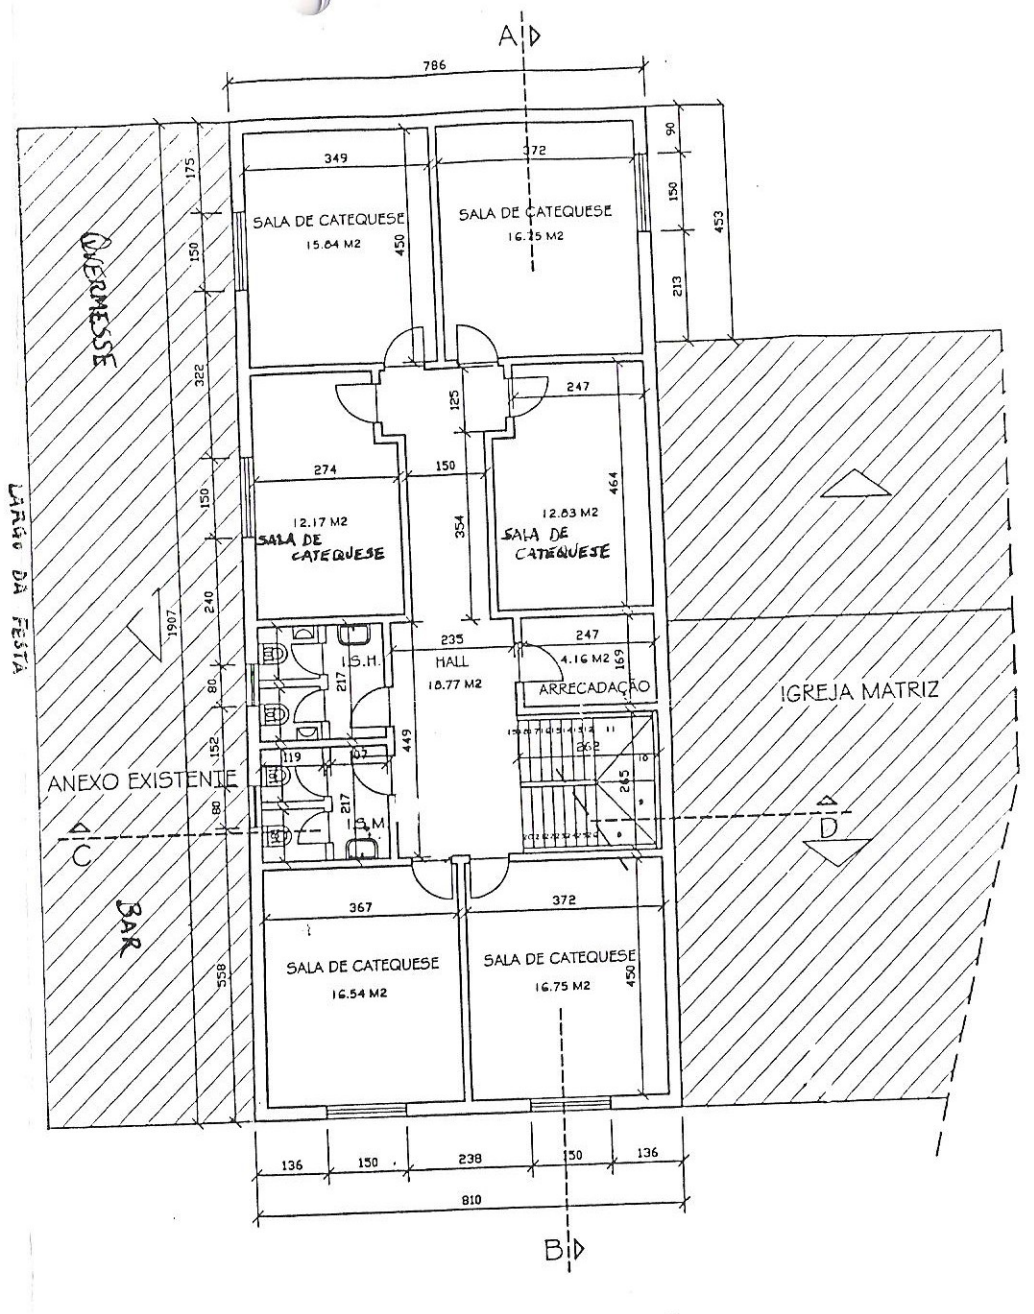 A
786
349
372
90
175
150
150
453
213
SALA DE CATEQUESE
15.84 M2
450
SALA DE CATEQUESE
16.25 M2
QUERMESSE
322
125
247
274
150
464
150
354
12.17 M2
SALA DE
CATEQUESE
12.83 M2
SALA DE
CATEQUESE
LARGO DA FESTA
240
1907
235
247
I.S.H.
217
HALL
18.77 M2
4.16 M2
169
ARRECADAÇÃO
IGREJA MATRIZ
80
152
449
262
265
119
107
ANEXO EXISTENTE
80
217
I.S.M.
C
D
BAR
367
372
558
SALA DE CATEQUESE
16.54 M2
SALA DE CATEQUESE
16.75 M2
450
136
150
238
150
136
810
B